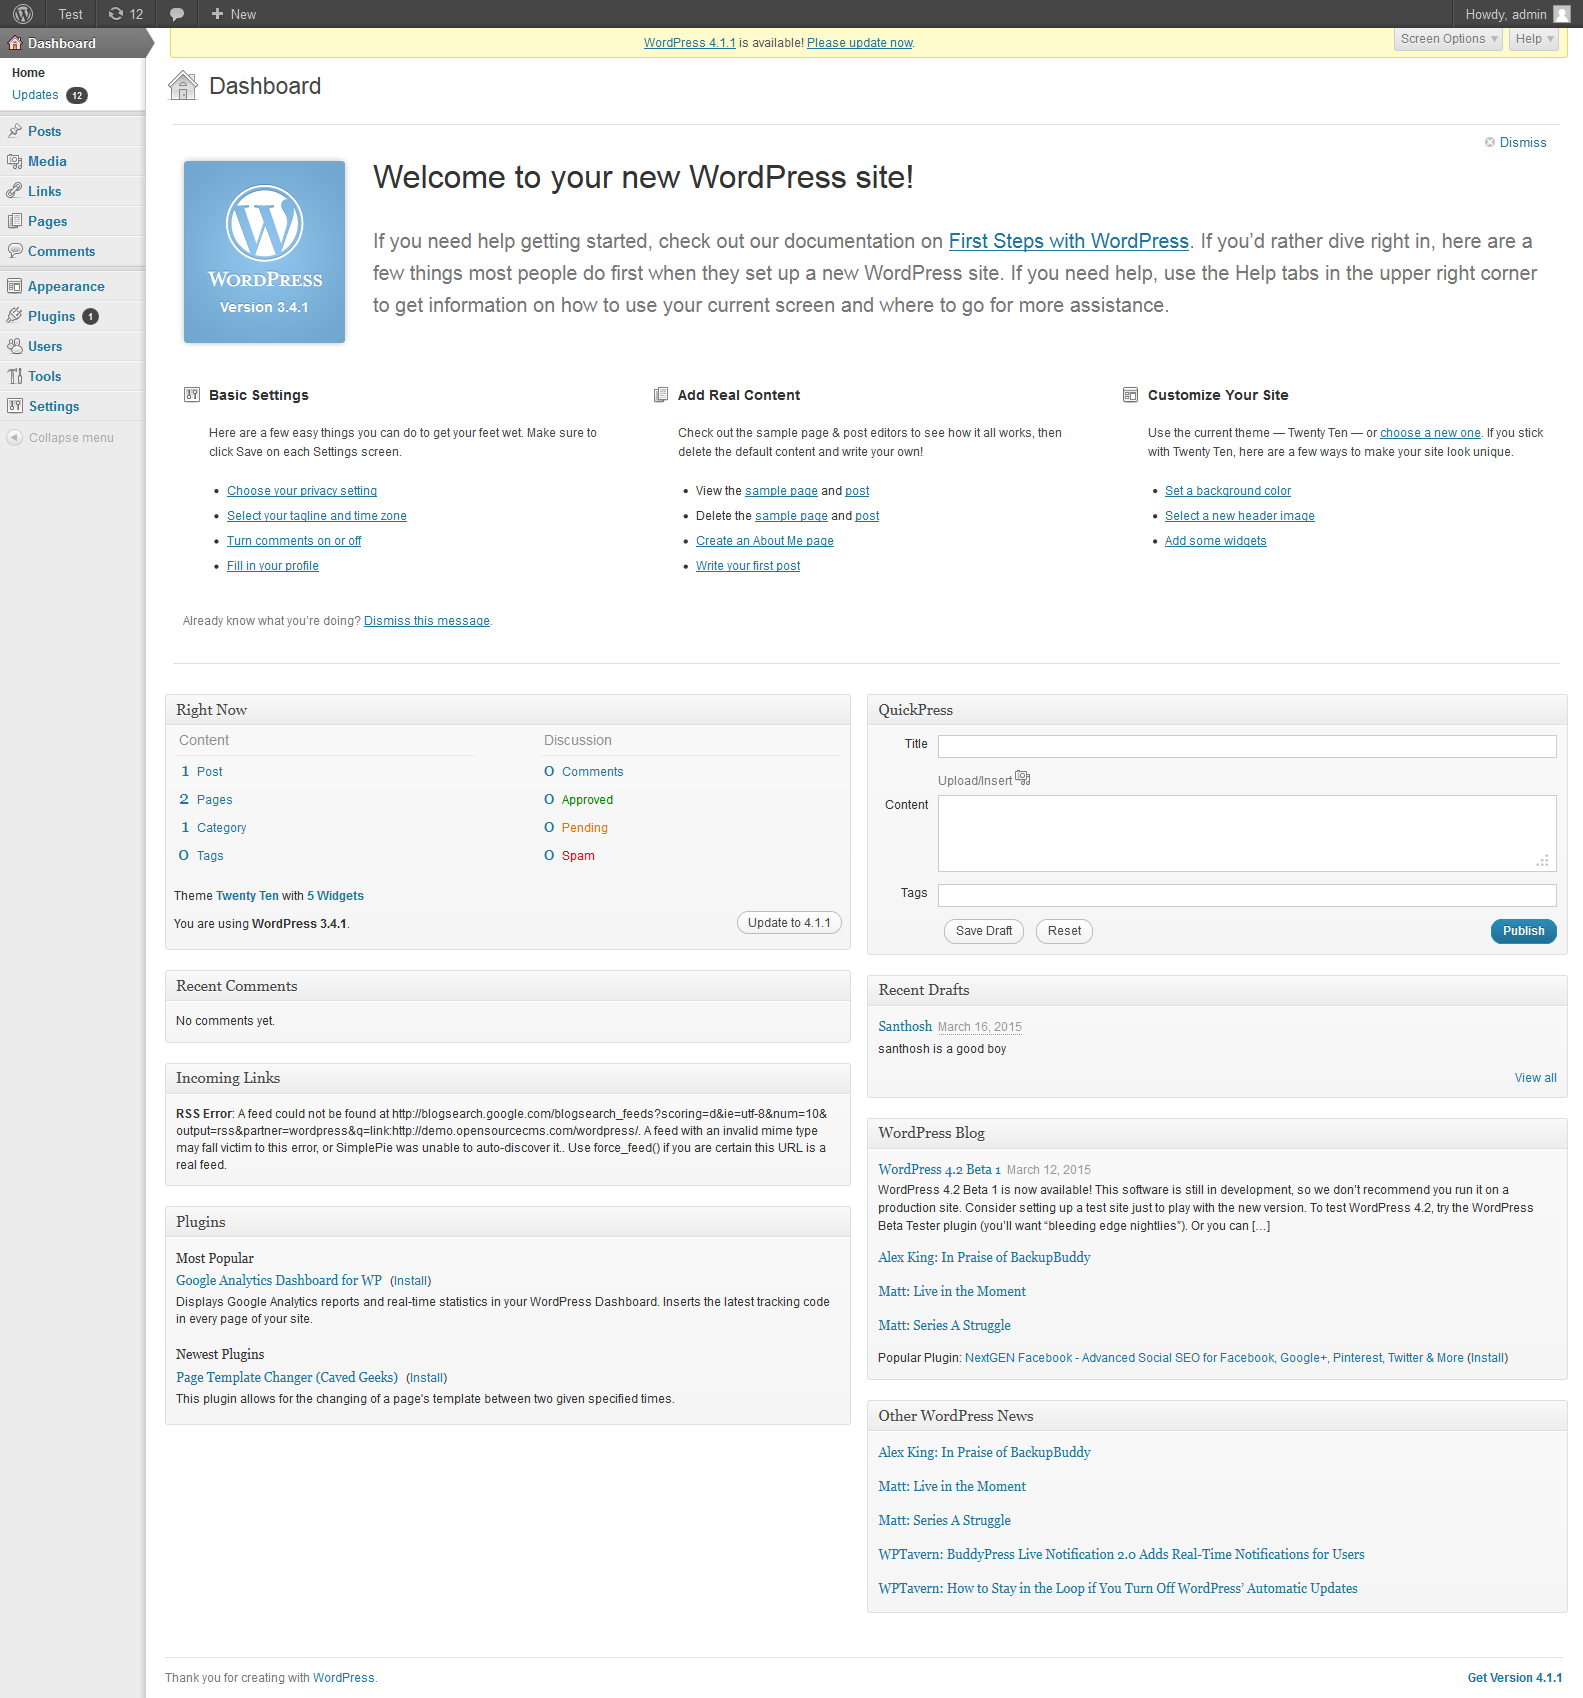 Test 12 New Howdy, admin
Dashboard
Home
Updates 12
Posts
Media
Links
Pages
Comments
Appearance
Plugins 1
Users
Tools
Settings
Collapse menu
WordPress 4.1.1 is available! Please update now.
Screen Options Help
Dashboard
Dismiss
WORDPRESS
Version 3.4.1
Welcome to your new WordPress site!
If you need help getting started, check out our documentation on First Steps with WordPress. If you’d rather dive right in, here are a
few things most people do first when they set up a new WordPress site. If you need help, use the Help tabs in the upper right corner
to get information on how to use your current screen and where to go for more assistance.
Basic Settings
Here are a few easy things you can do to get your feet wet. Make sure to
click Save on each Settings screen.
• Choose your privacy setting
• Select your tagline and time zone
• Turn comments on or off
• Fill in your profile
Add Real Content
Check out the sample page & post editors to see how it all works, then
delete the default content and write your own!
• View the sample page and post
• Delete the sample page and post
• Create an About Me page
• Write your first post
Customize Your Site
Use the current theme — Twenty Ten — or choose a new one. If you stick
with Twenty Ten, here are a few ways to make your site look unique.
• Set a background color
• Select a new header image
• Add some widgets
Already know what you’re doing? Dismiss this message.
Right Now
Content Discussion
1 Post 0 Comments
2 Pages 0 Approved
1 Category 0 Pending
0 Tags 0 Spam
Theme Twenty Ten with 5 Widgets
You are using WordPress 3.4.1. Update to 4.1.1
Recent Comments
No comments yet.
Incoming Links
RSS Error: A feed could not be found at http://blogsearch.google.com/blogsearch_feeds?scoring=d&ie=utf-8&num=10&
output=rss&partner=wordpress&q=link:http://demo.opensourcecms.com/wordpress/. A feed with an invalid mime type
may fall victim to this error, or SimplePie was unable to auto-discover it.. Use force_feed() if you are certain this URL is a
real feed.
Plugins
Most Popular
Google Analytics Dashboard for WP (Install)
Displays Google Analytics reports and real-time statistics in your WordPress Dashboard. Inserts the latest tracking code
in every page of your site.
Newest Plugins
Page Template Changer (Caved Geeks) (Install)
This plugin allows for the changing of a page's template between two given specified times.
QuickPress
Title
Upload/Insert
Content
Tags
Save Draft Reset Publish
Recent Drafts
Santhosh March 16, 2015
santhosh is a good boy
View all
WordPress Blog
WordPress 4.2 Beta 1 March 12, 2015
WordPress 4.2 Beta 1 is now available! This software is still in development, so we don’t recommend you run it on a
production site. Consider setting up a test site just to play with the new version. To test WordPress 4.2, try the WordPress
Beta Tester plugin (you’ll want “bleeding edge nightlies”). Or you can […]
Alex King: In Praise of BackupBuddy
Matt: Live in the Moment
Matt: Series A Struggle
Popular Plugin: NextGEN Facebook - Advanced Social SEO for Facebook, Google+, Pinterest, Twitter & More (Install)
Other WordPress News
Alex King: In Praise of BackupBuddy
Matt: Live in the Moment
Matt: Series A Struggle
WPTavern: BuddyPress Live Notification 2.0 Adds Real-Time Notifications for Users
WPTavern: How to Stay in the Loop if You Turn Off WordPress’ Automatic Updates
Thank you for creating with WordPress. Get Version 4.1.1